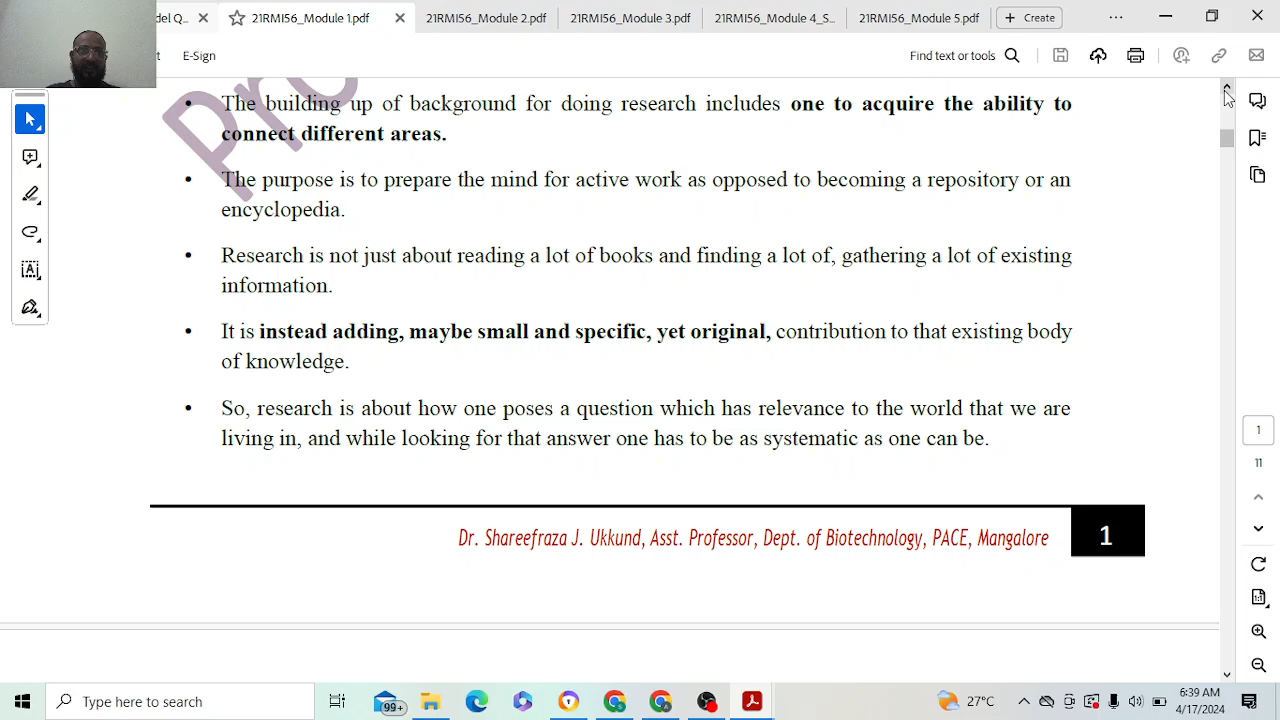 del Q...
21RMI56_Module 1.pdf
21RMI56_Module 2.pdf
21RMI56_Module 3.pdf
21RMI56_Module 4_S...
21RMI56_Module 5.pdf
+ Create
t
E-Sign
Find text or tools
Pr
• The building up of background for doing research includes one to acquire the ability to
connect different areas.
• The purpose is to prepare the mind for active work as opposed to becoming a repository or an
encyclopedia.
• Research is not just about reading a lot of books and finding a lot of, gathering a lot of existing
information.
• It is instead adding, maybe small and specific, yet original, contribution to that existing body
of knowledge.
• So, research is about how one poses a question which has relevance to the world that we are
living in, and while looking for that answer one has to be as systematic as one can be.
1
11
Dr. Shareefraza J. Ukkund, Asst. Professor, Dept. of Biotechnology, PACE, Mangalore
1
Type here to search
99+
27°C
6:39 AM
4/17/2024